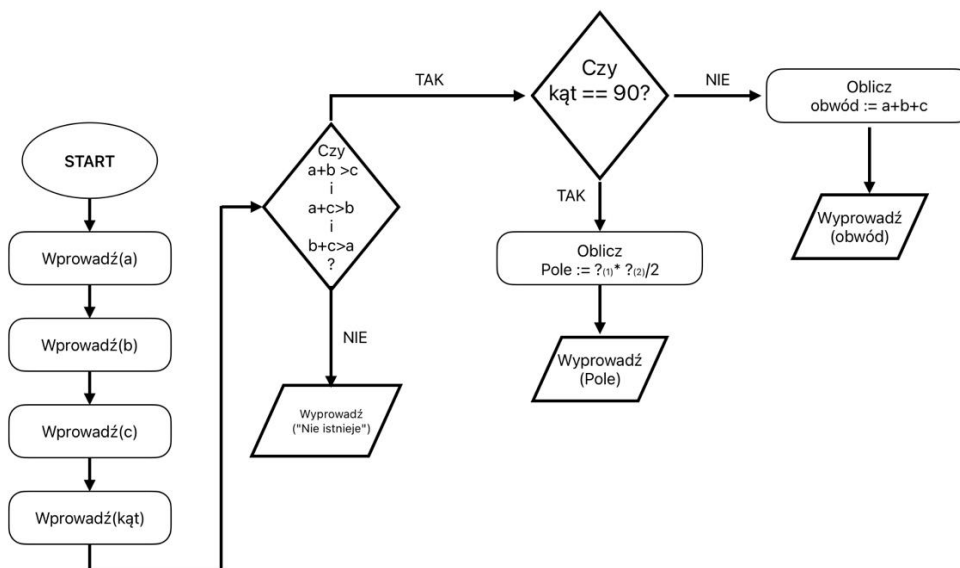 START
Wprowadź(a)
Wprowadź(b)
Wprowadź(c)
Wprowadź(kąt)
Czy
a+b >c
i
a+c>b
i
b+c>a
?
NIE
Wyprowadź
("Nie istnieje")
TAK
Czy
kąt == 90?
TAK
Oblicz
Pole := ?₍₁₎* ?₍₂₎/2
Wyprowadź
(Pole)
NIE
Oblicz
obwód := a+b+c
Wyprowadź
(obwód)